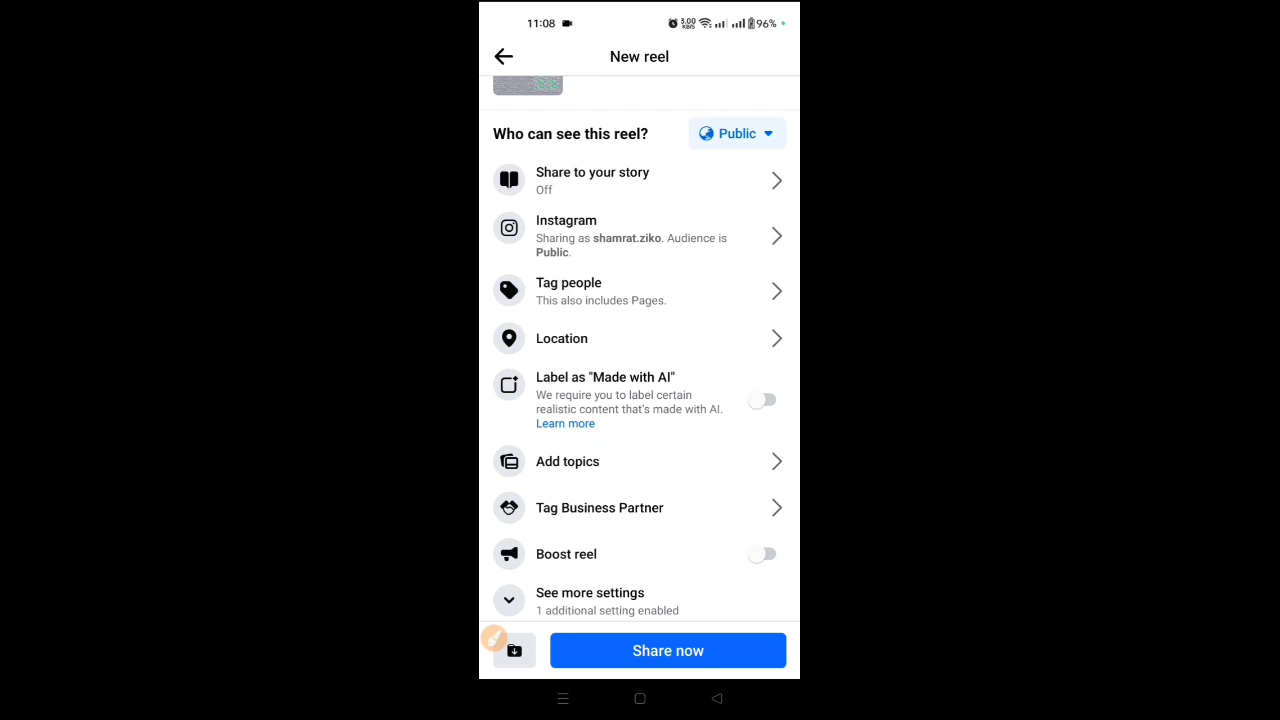 11:08
3.00
KB/S
96%
New reel
Who can see this reel?
Public
Share to your story
Off
Instagram
Sharing as shamrat.ziko. Audience is
Public.
Tag people
This also includes Pages.
Location
Label as "Made with AI"
We require you to label certain
realistic content that's made with AI.
Learn more
Add topics
Tag Business Partner
Boost reel
See more settings
1 additional setting enabled
Share now